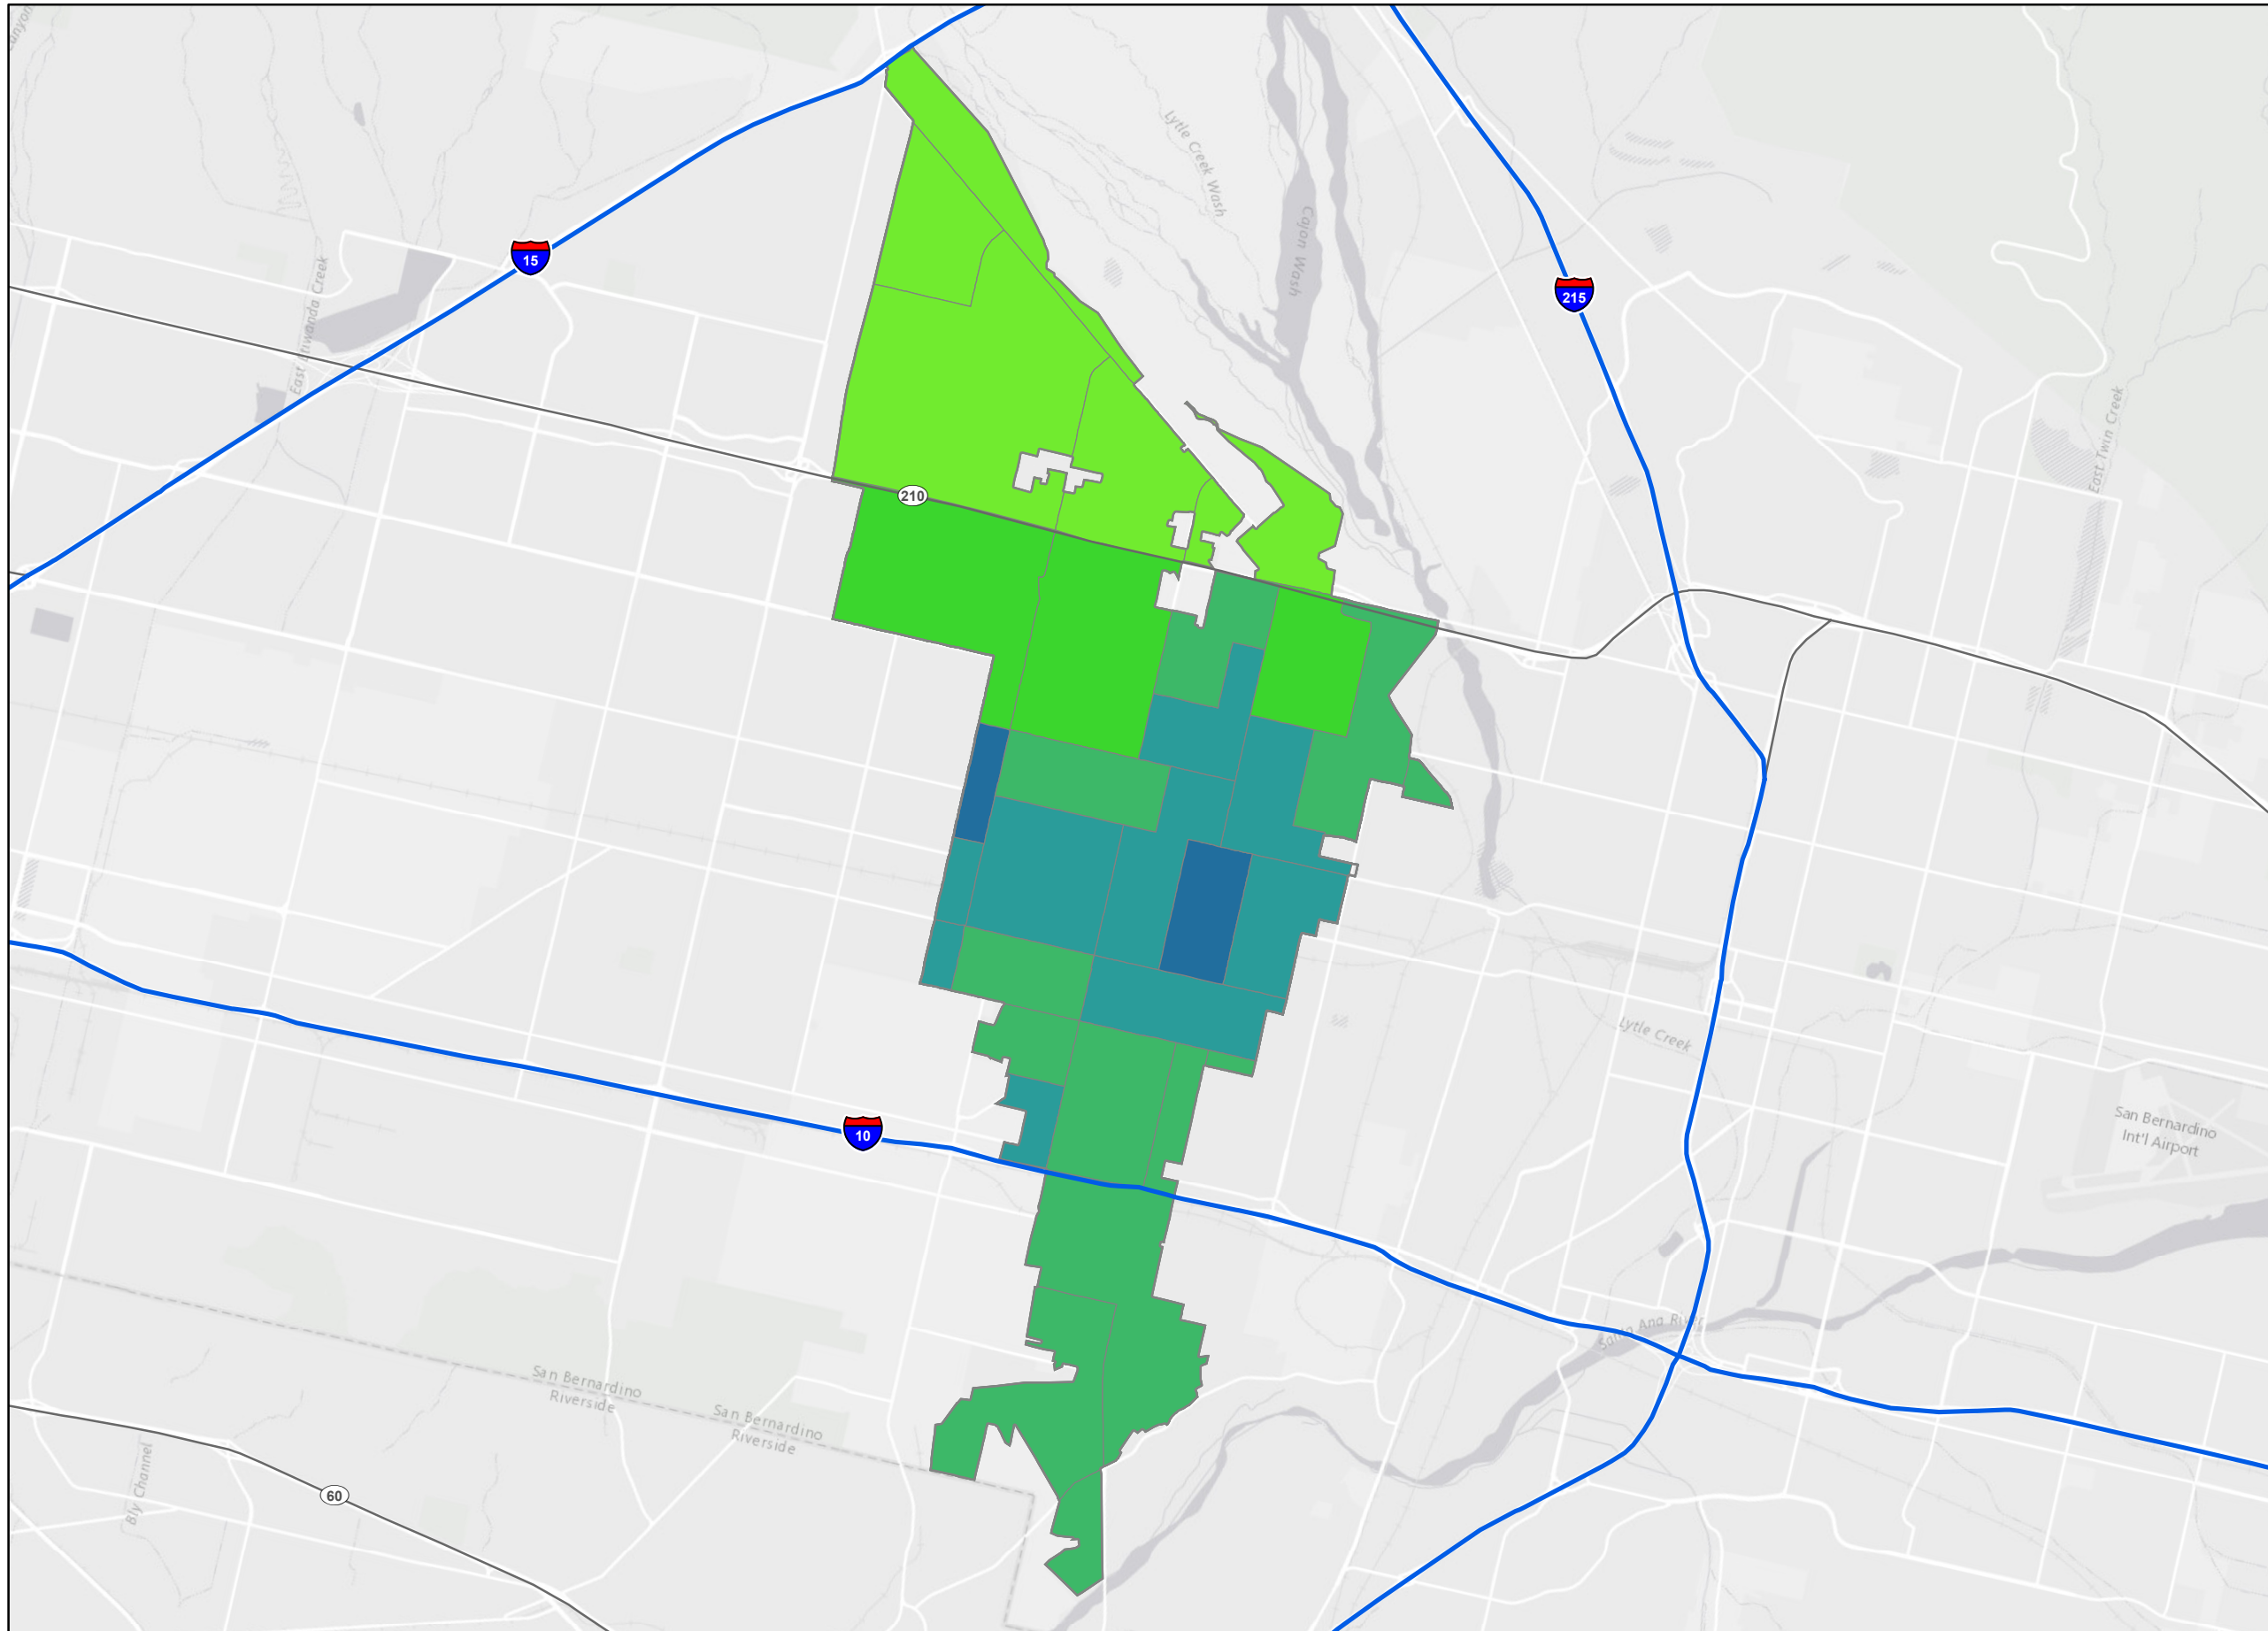 Canyon
Lytle Creek Wash
Cajon Wash
East Etiwanda Creek
15
215
East Twin Creek
210
Lytle Creek
San Bernardino
Int'l Airport
10
Santa Ana River
San Bernardino
Riverside
San Bernardino
Riverside
Bly Channel
60